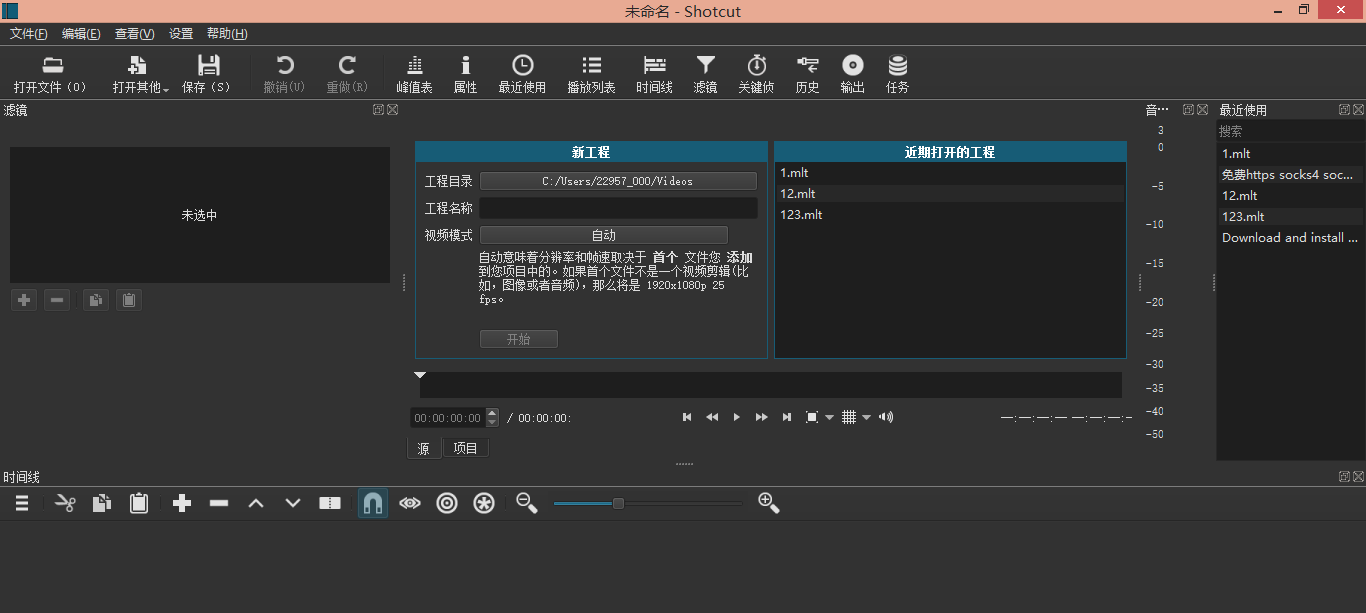 未命名 - Shotcut
文件(F) 编辑(E) 查看(V) 设置 帮助(H)
打开文件 (O) 打开其他 保存 (S) 撤销(U) 重做(R) 峰值表 属性 最近使用 播放列表 时间线 滤镜 关键侦 历史 输出 任务
滤镜
未选中
新工程
工程目录 C:/Users/22957_000/Videos
工程名称
视频模式 自动
自动意味着分辨率和帧速取决于 首个 文件您 添加
到您项目中的。如果首个文件不是一个视频剪辑(比
如,图像或者音频),那么将是 1920x1080p 25
fps。
开始
近期打开的工程
1.mlt
12.mlt
123.mlt
00:00:00:00 / 00:00:00:
--:--:--:-- --:--:--:--
源 项目
音…
3
0
-5
-10
-15
-20
-25
-30
-35
-40
-50
最近使用
搜索
1.mlt
免费https socks4 soc...
12.mlt
123.mlt
Download and install ...
时间线